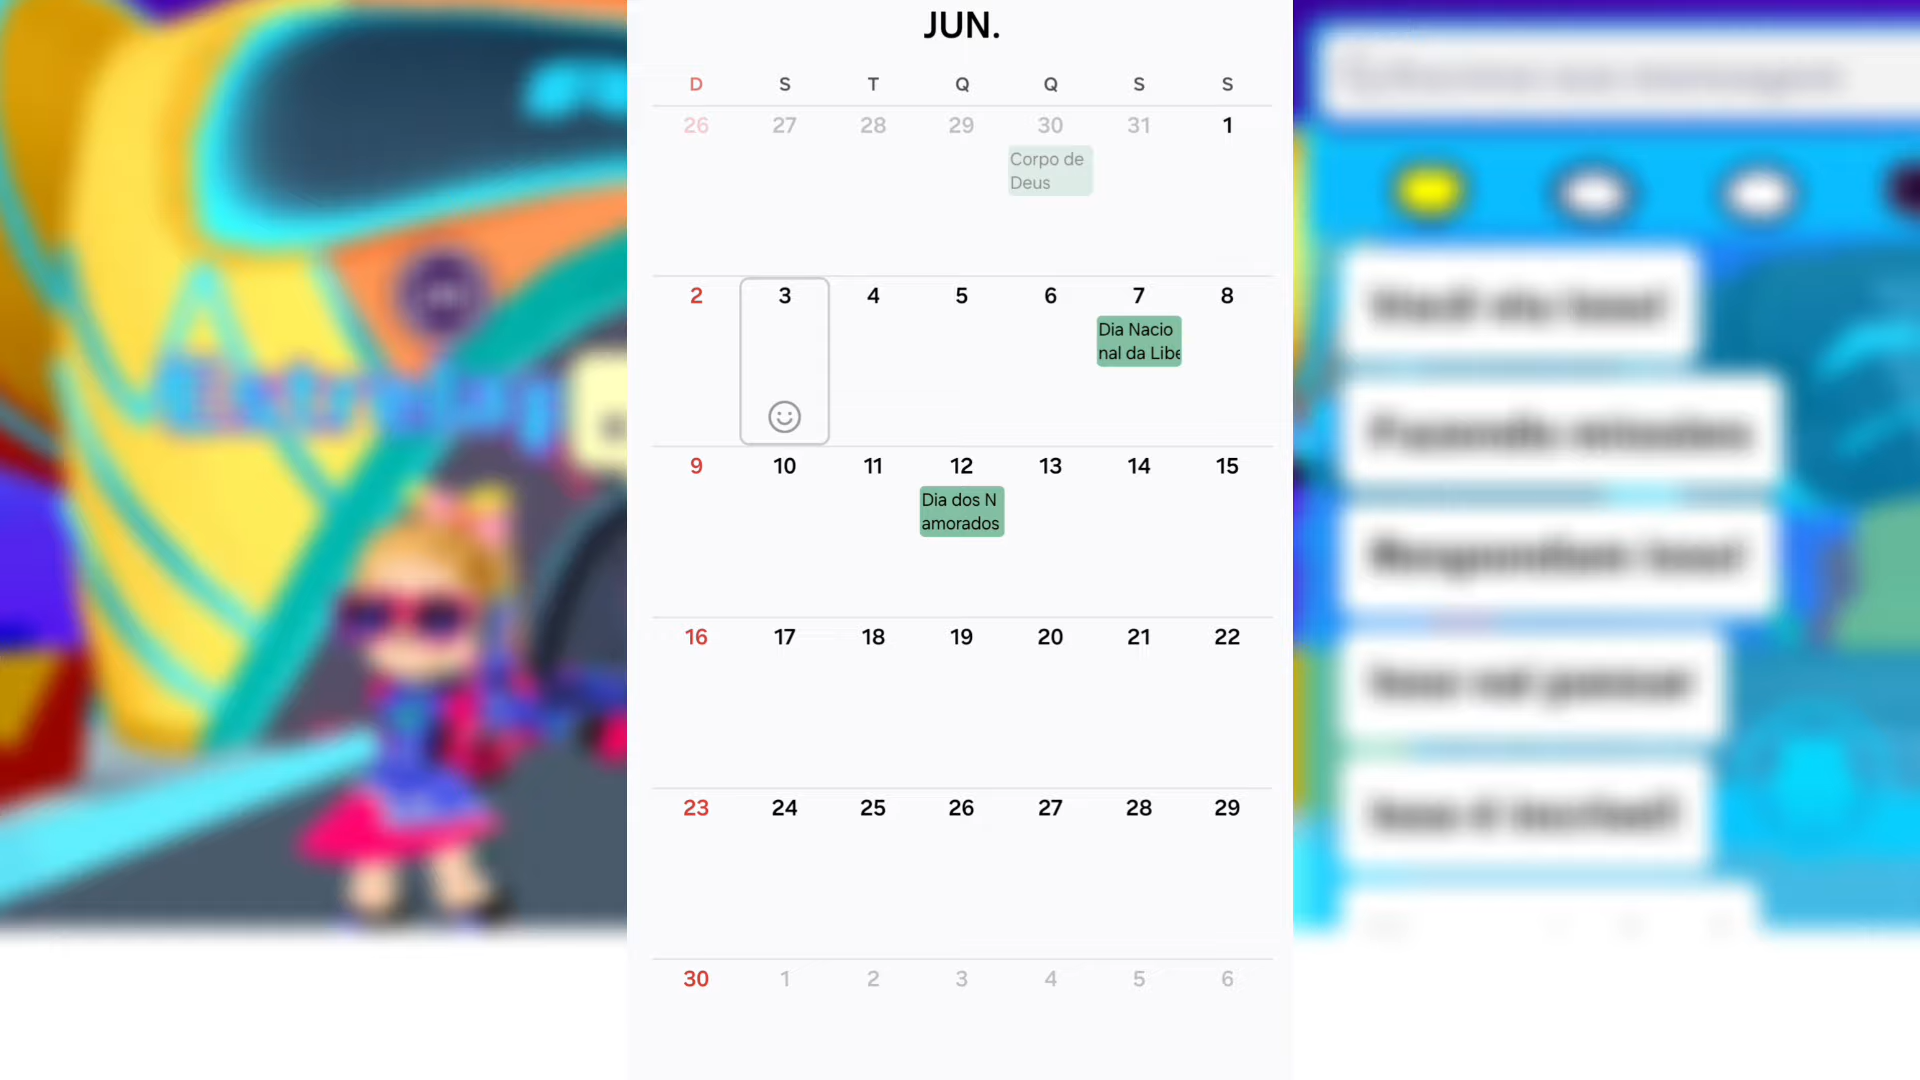 JUN.
D S T Q Q S S
26 27 28 29 30 31 1
Corpo de
Deus
2 3 4 5 6 7 8
Dia Nacio
nal da Libe
9 10 11 12 13 14 15
Dia dos N
amorados
16 17 18 19 20 21 22
23 24 25 26 27 28 29
30 1 2 3 4 5 6